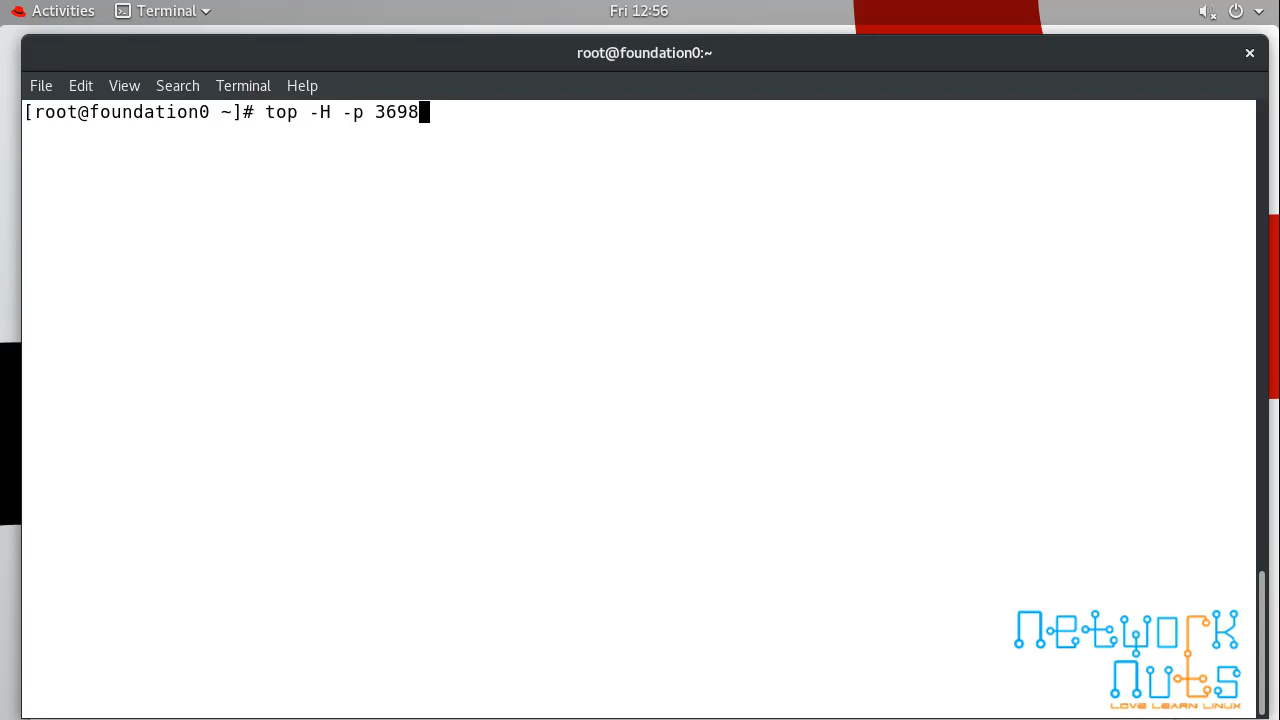 Activities Terminal Fri 12:56
root@foundation0:~ ×
File Edit View Search Terminal Help
[root@foundation0 ~]# top -H -p 3698
network
nuts
LOVE LEARN LINUX